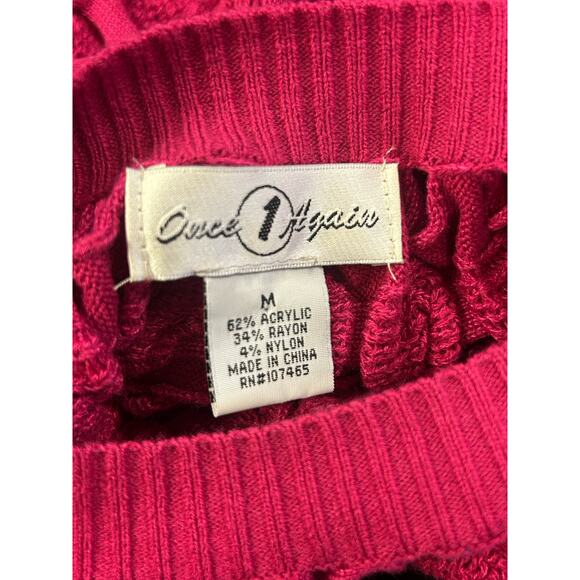 Once 1 Again
M
62% ACRYLIC
34% RAYON
4% NYLON
MADE IN CHINA
RN#107465